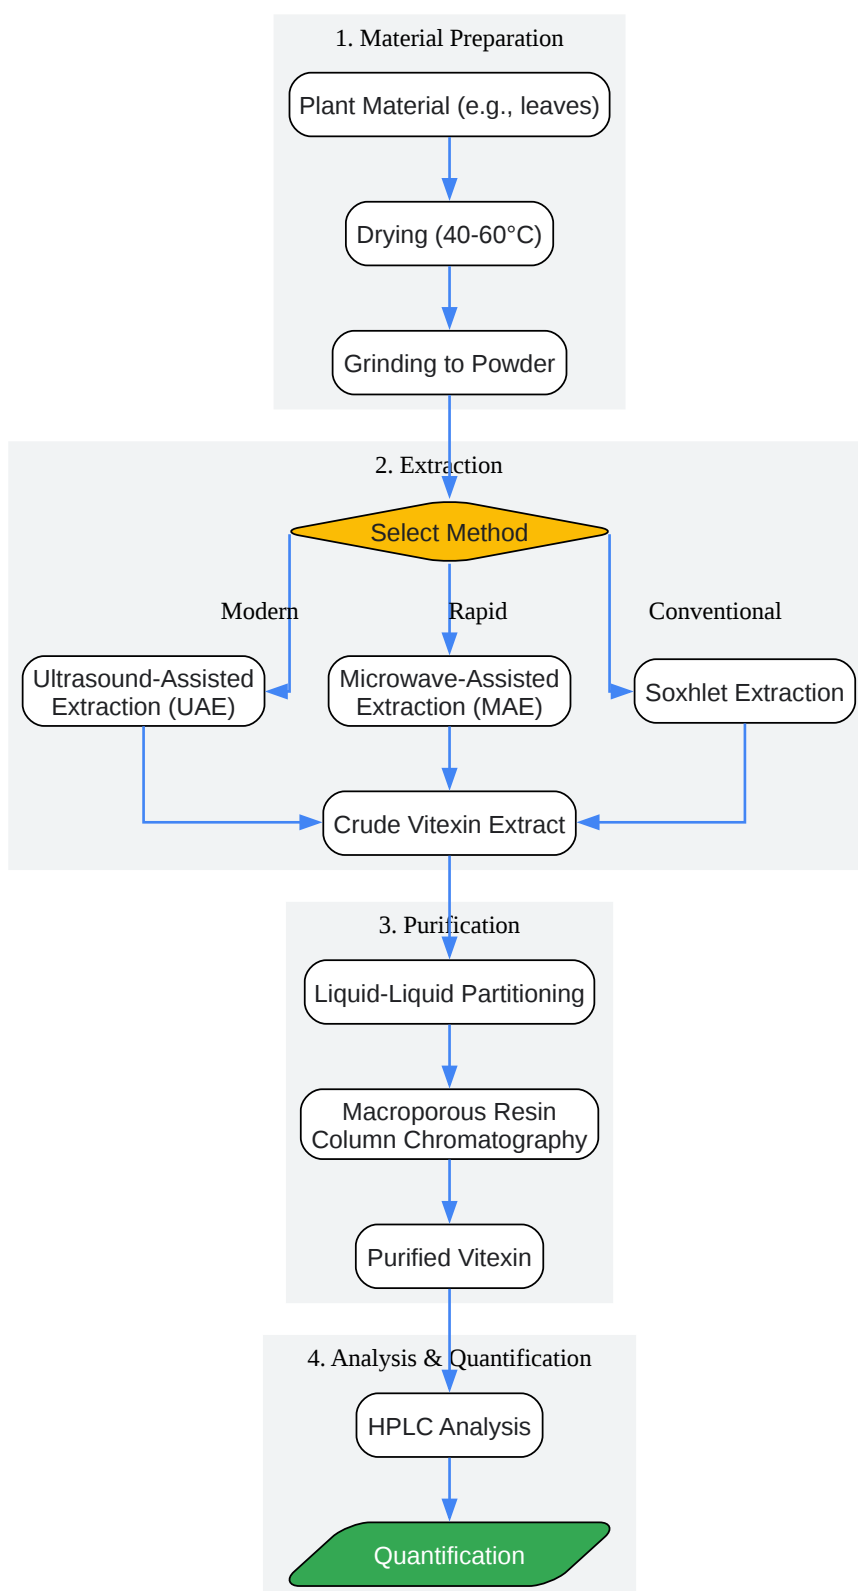 1. Material Preparation
Plant Material (e.g., leaves)
Drying (40-60°C)
Grinding to Powder
2. Extraction
Select Method
Modern
Rapid
Conventional
Ultrasound-Assisted
Extraction (UAE)
Microwave-Assisted
Extraction (MAE)
Soxhlet Extraction
Crude Vitexin Extract
3. Purification
Liquid-Liquid Partitioning
Macroporous Resin
Column Chromatography
Purified Vitexin
4. Analysis & Quantification
HPLC Analysis
Quantification